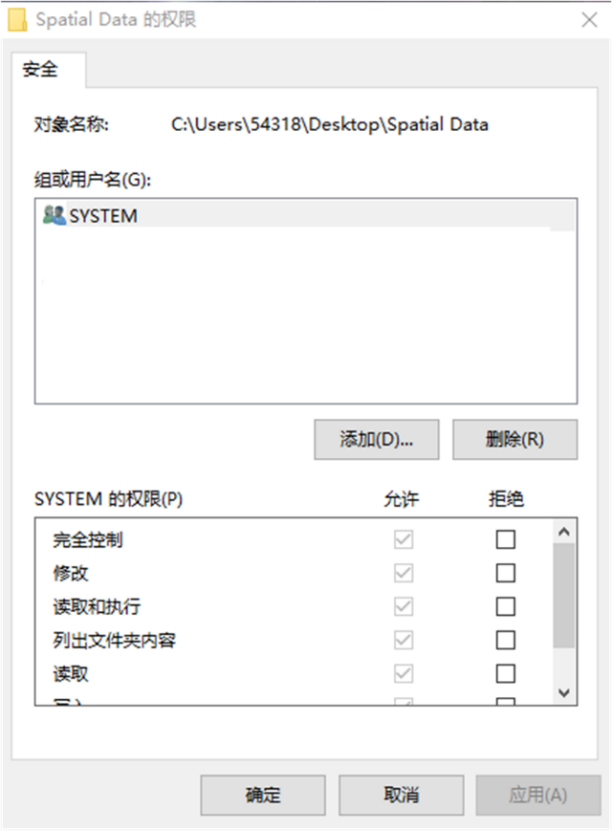 Spatial Data 的权限
安全
对象名称: C:\Users\54318\Desktop\Spatial Data
组或用户名(G):
SYSTEM
添加(D)... 删除(R)
SYSTEM 的权限(P) 允许 拒绝
完全控制
修改
读取和执行
列出文件夹内容
读取
确定 取消 应用(A)